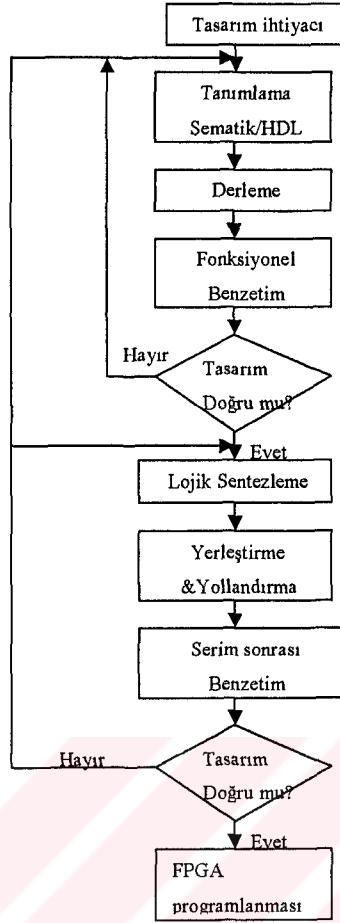 Tasarım ihtiyacı
Tanımlama
Şematik/HDL
Derleme
Fonksiyonel
Benzetim
Hayır
Tasarım
Doğru mu?
Evet
Lojik Sentezleme
Yerleştirme
&Yollandırma
Serim sonrası
Benzetim
Hayır
Tasarım
Doğru mu?
Evet
FPGA
programlanması